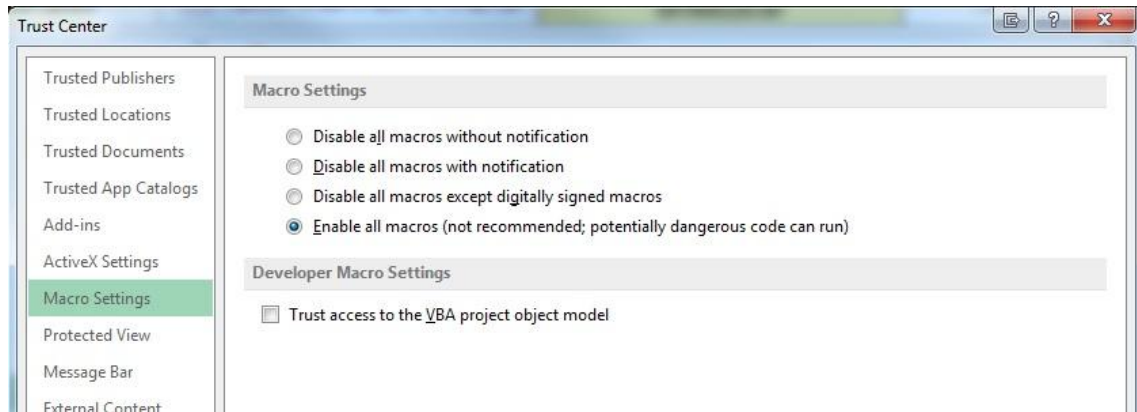 Trust Center
Trusted Publishers
Trusted Locations
Trusted Documents
Trusted App Catalogs
Add-ins
ActiveX Settings
Macro Settings
Protected View
Message Bar
External Content
Macro Settings
Disable all macros without notification
Disable all macros with notification
Disable all macros except digitally signed macros
Enable all macros (not recommended; potentially dangerous code can run)
Developer Macro Settings
Trust access to the VBA project object model